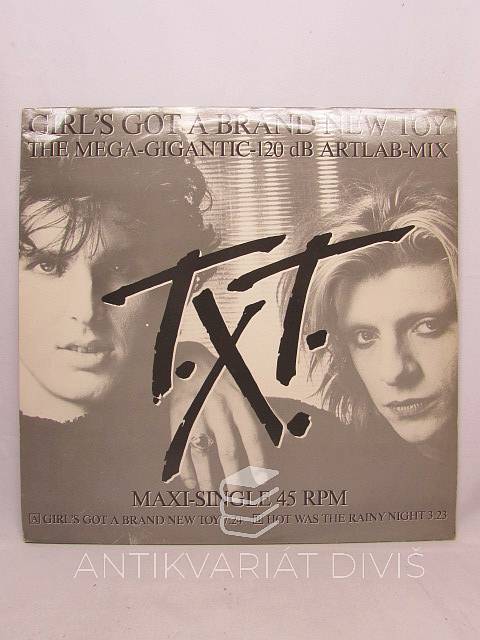 GIRL'S GOT A BRAND NEW TOY
THE MEGA-GIGANTIC-120 dB ARTLAB-MIX
T.X.T.
MAXI-SINGLE 45 RPM
A GIRL'S GOT A BRAND NEW TOY 7.24 B HOT WAS THE RAINY NIGHT 3.23
ANTIKVARIÁT DIVIŠ